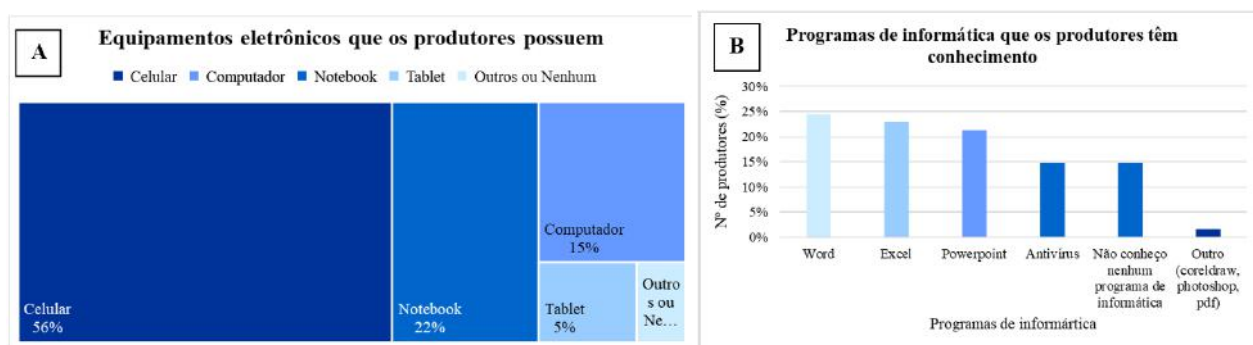 A
Equipamentos eletrônicos que os produtores possuem
Celular
Computador
Notebook
Tablet
Outros ou Nenhum
Celular
56%
Notebook
22%
Computador
15%
Tablet
5%
Outro
s ou
Ne...
B
Programas de informática que os produtores têm
conhecimento
Nº de produtores (%)
30%
25%
20%
15%
10%
5%
0%
Word
Excel
Powerpoint
Antivírus
Não conheço
nenhum
programa de
informática
Outro
(coreldraw,
photoshop,
pdf)
Programas de informártica